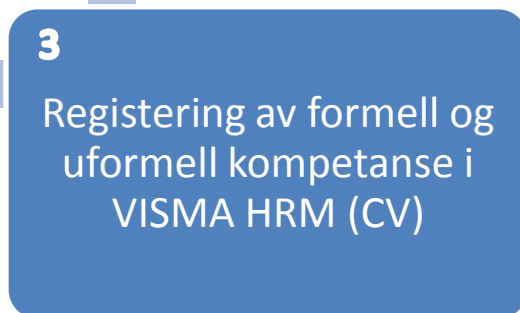 3
Registering av formell og
uformell kompetanse i
VISMA HRM (CV)